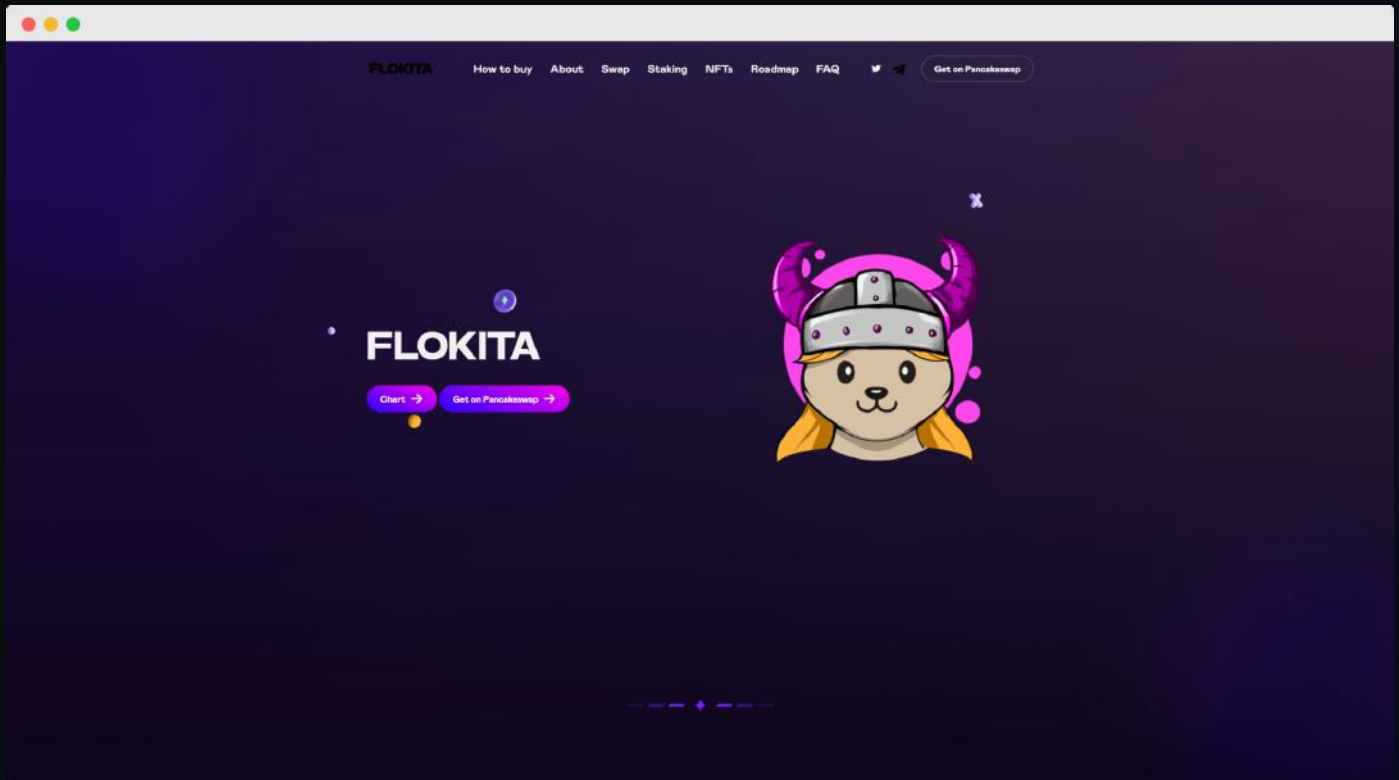 FLOKITA How to buy About Swap Staking NFTs Roadmap FAQ Get on Pancakeswap
FLOKITA
Chart Get on Pancakeswap